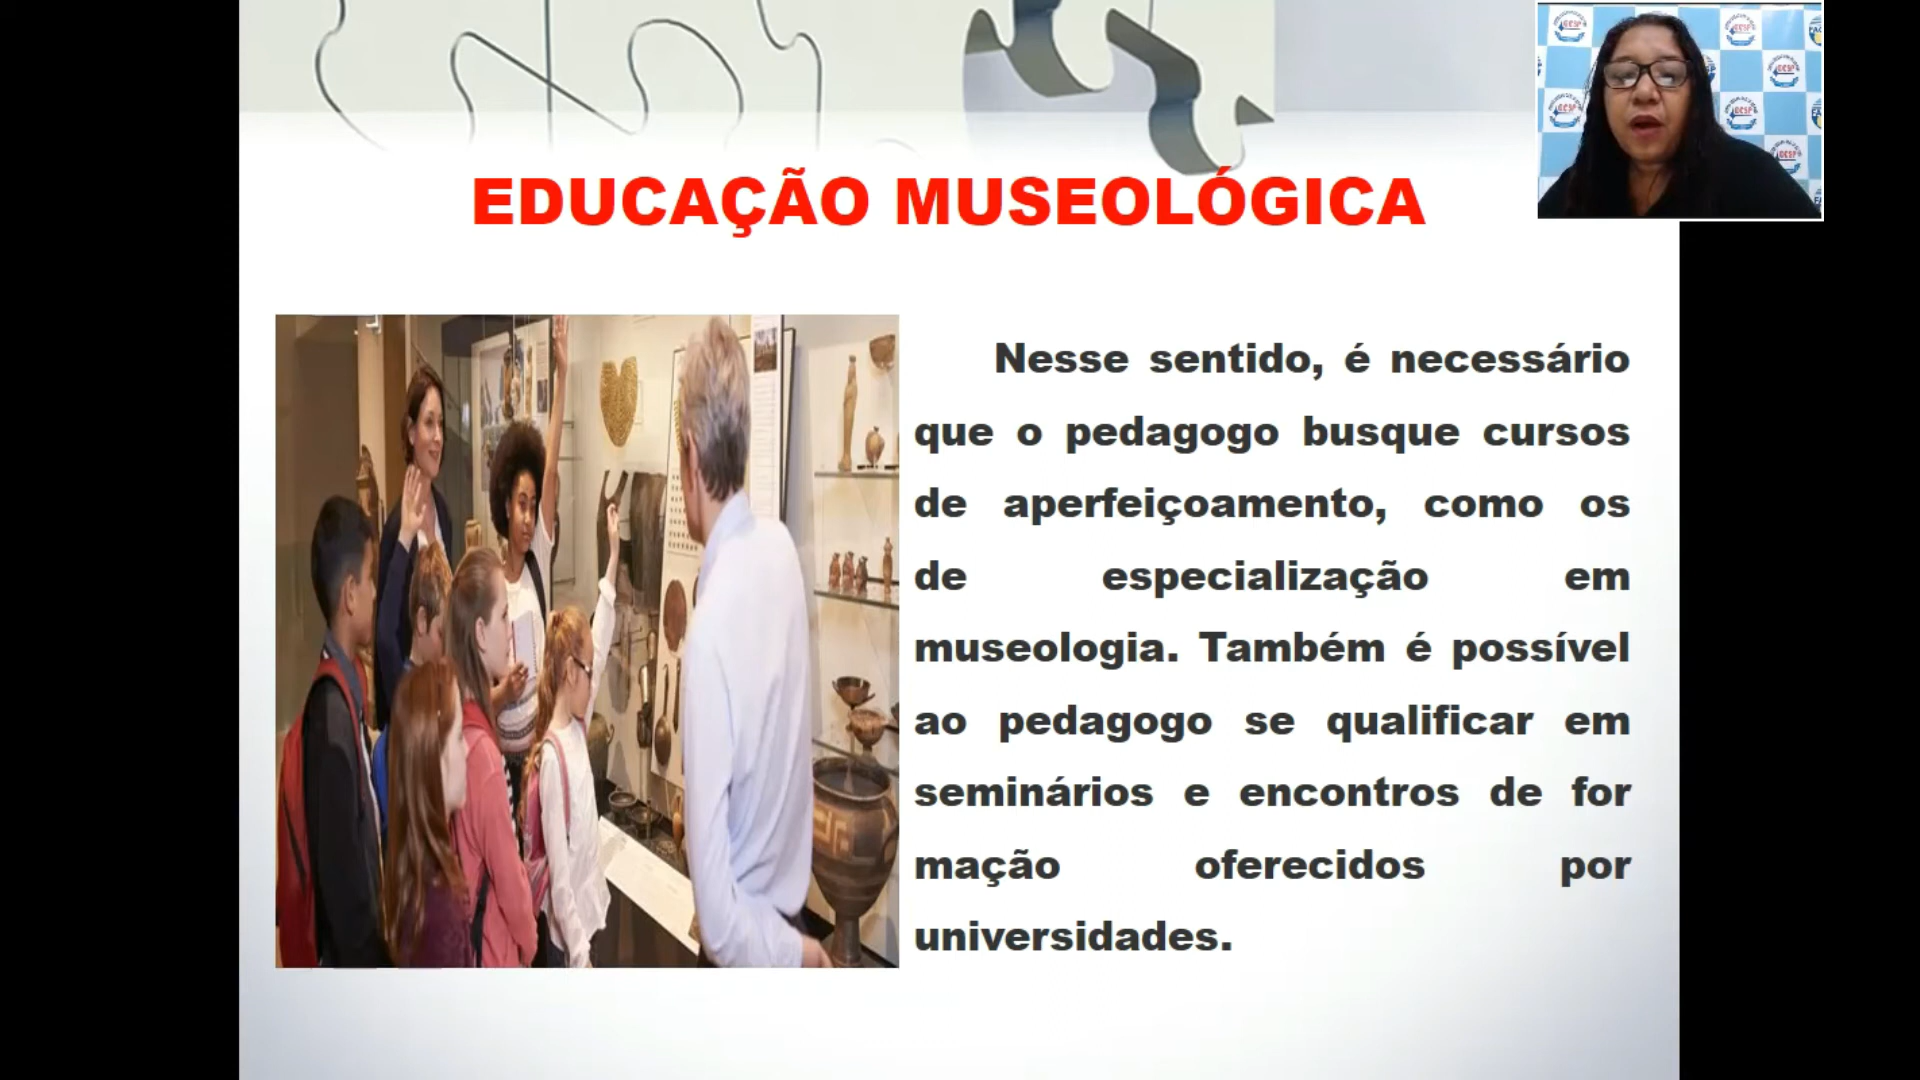 EDUCAÇÃO MUSEOLÓGICA
Nesse sentido, é necessário
que o pedagogo busque cursos
de aperfeiçoamento, como os
de especialização em
museologia. Também é possível
ao pedagogo se qualificar em
seminários e encontros de for
mação oferecidos por
universidades.